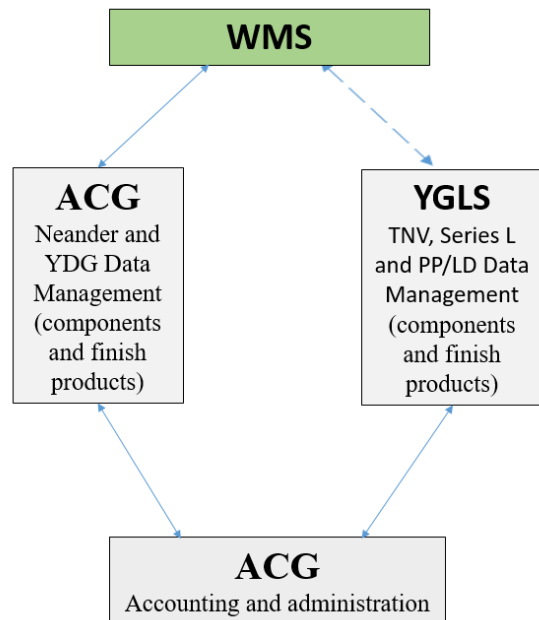 WMS
ACG
Neander and
YDG Data
Management
(components
and finish
products)
YGLS
TNV, Series L
and PP/LD Data
Management
(components
and finish
products)
ACG
Accounting and administration